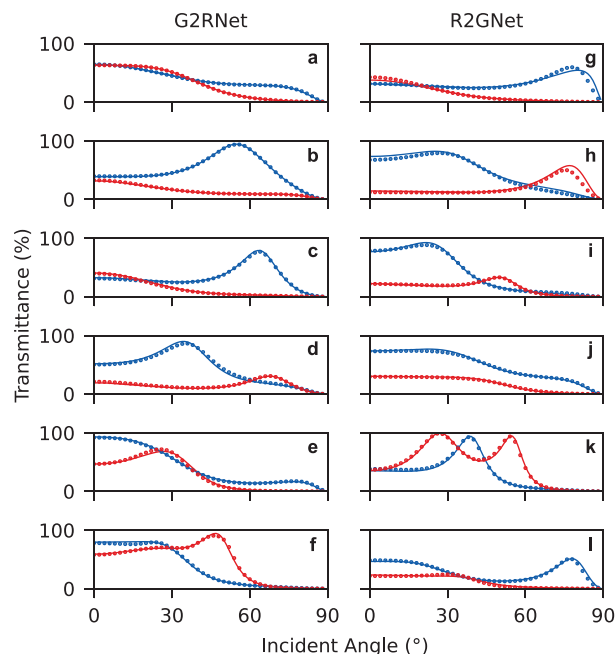 G2RNet R2GNet
100 a g
0
100 b h
0
100 c i
0
100 d j
0
100 e k
0
100 f l
0
0 30 60 90 0 30 60 90
Transmittance (%)
Incident Angle (°)